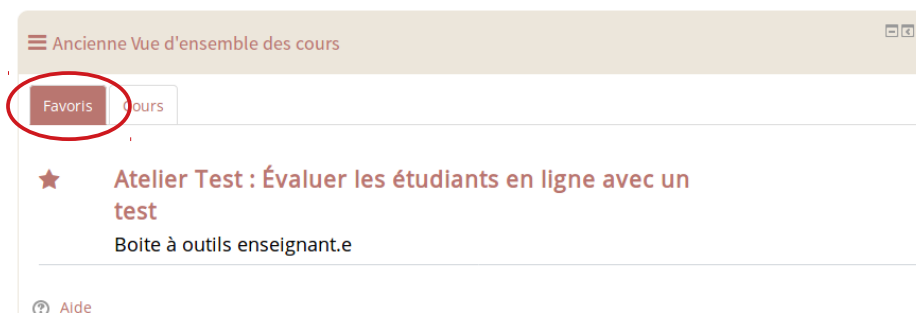 Ancienne Vue d'ensemble des cours
Favoris
Cours
Atelier Test : Évaluer les étudiants en ligne avec un
test
Boite à outils enseignant.e
Aide